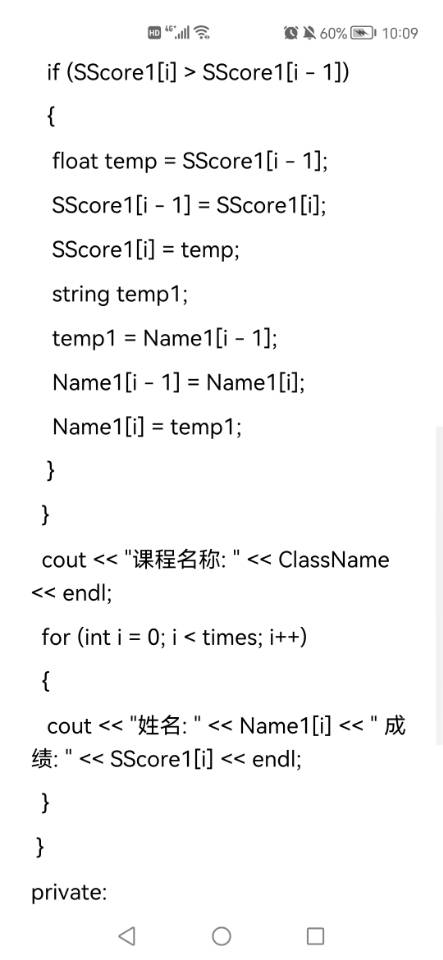 HD 4G+ 60% 10:09
if (SScore1[i] > SScore1[i - 1])
{
float temp = SScore1[i - 1];
SScore1[i - 1] = SScore1[i];
SScore1[i] = temp;
string temp1;
temp1 = Name1[i - 1];
Name1[i - 1] = Name1[i];
Name1[i] = temp1;
}
}
cout << "课程名称: " << ClassName
<< endl;
for (int i = 0; i < times; i++)
{
cout << "姓名: " << Name1[i] << " 成
绩: " << SScore1[i] << endl;
}
}
private: